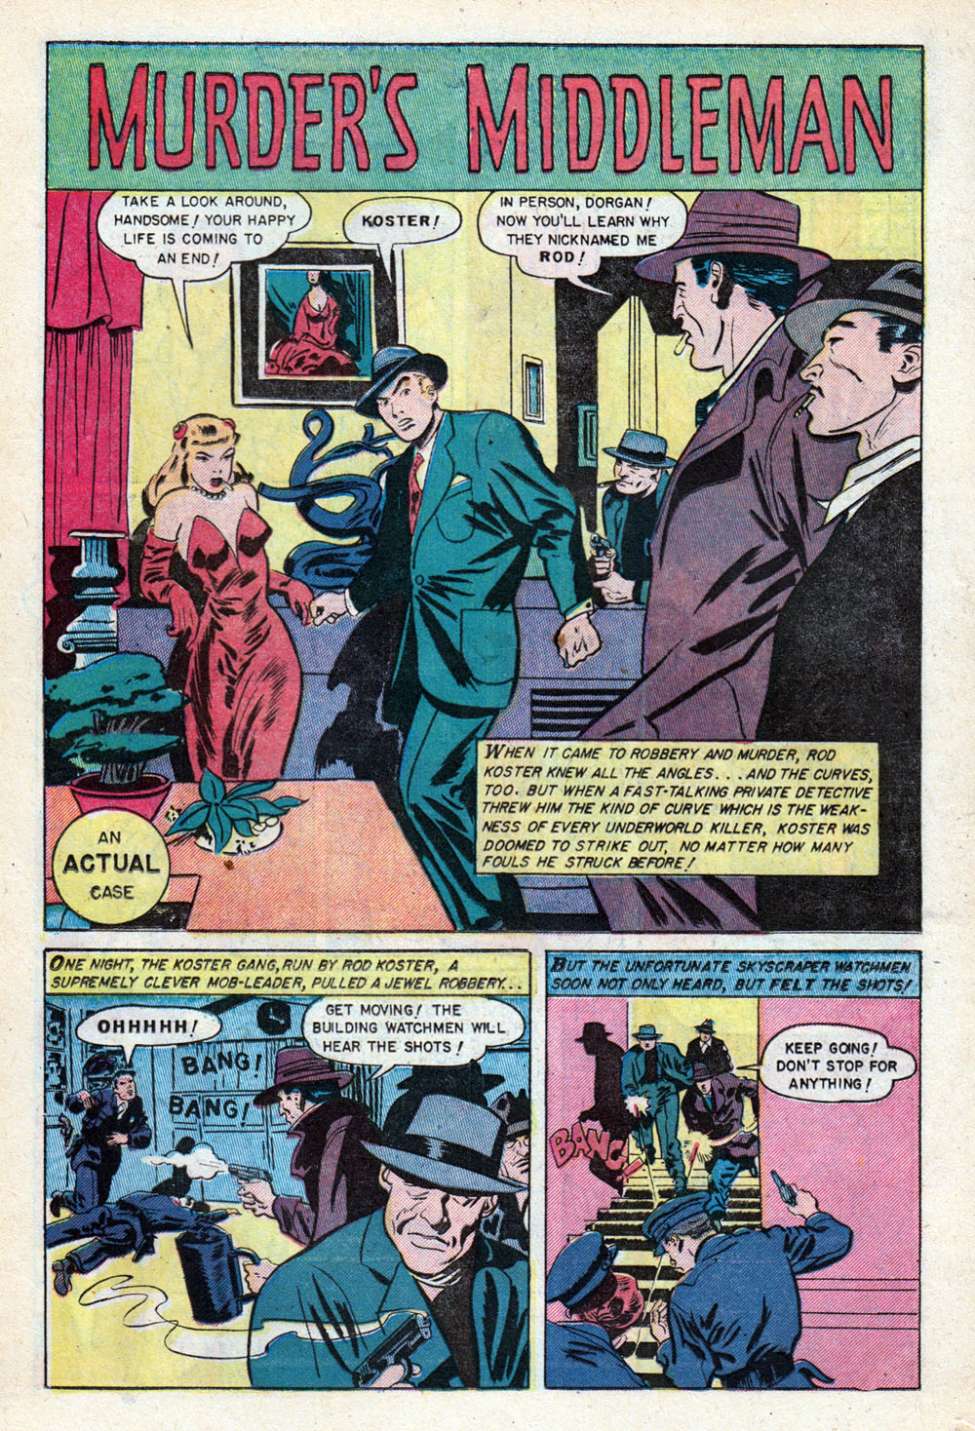 MURDER'S MIDDLEMAN
TAKE A LOOK AROUND,
HANDSOME! YOUR HAPPY
LIFE IS COMING TO
AN END!
KOSTER!
IN PERSON, DORGAN!
NOW YOU'LL LEARN WHY
THEY NICKNAMED ME
ROD!
WHEN IT CAME TO ROBBERY AND MURDER, ROD
KOSTER KNEW ALL THE ANGLES...AND THE CURVES,
TOO. BUT WHEN A FAST-TALKING PRIVATE DETECTIVE
THREW HIM THE KIND OF CURVE WHICH IS THE WEAK-
NESS OF EVERY UNDERWORLD KILLER, KOSTER WAS
DOOMED TO STRIKE OUT, NO MATTER HOW MANY
FOULS HE STRUCK BEFORE!
AN
ACTUAL
CASE
ONE NIGHT, THE KOSTER GANG, RUN BY ROD KOSTER, A
SUPREMELY CLEVER MOB-LEADER, PULLED A JEWEL ROBBERY...
OHHHHH!
BANG!
BANG!
GET MOVING! THE
BUILDING WATCHMEN WILL
HEAR THE SHOTS!
BUT THE UNFORTUNATE SKYSCRAPER WATCHMEN
SOON NOT ONLY HEARD, BUT FELT THE SHOTS!
KEEP GOING!
DON'T STOP FOR
ANYTHING!
BANG!